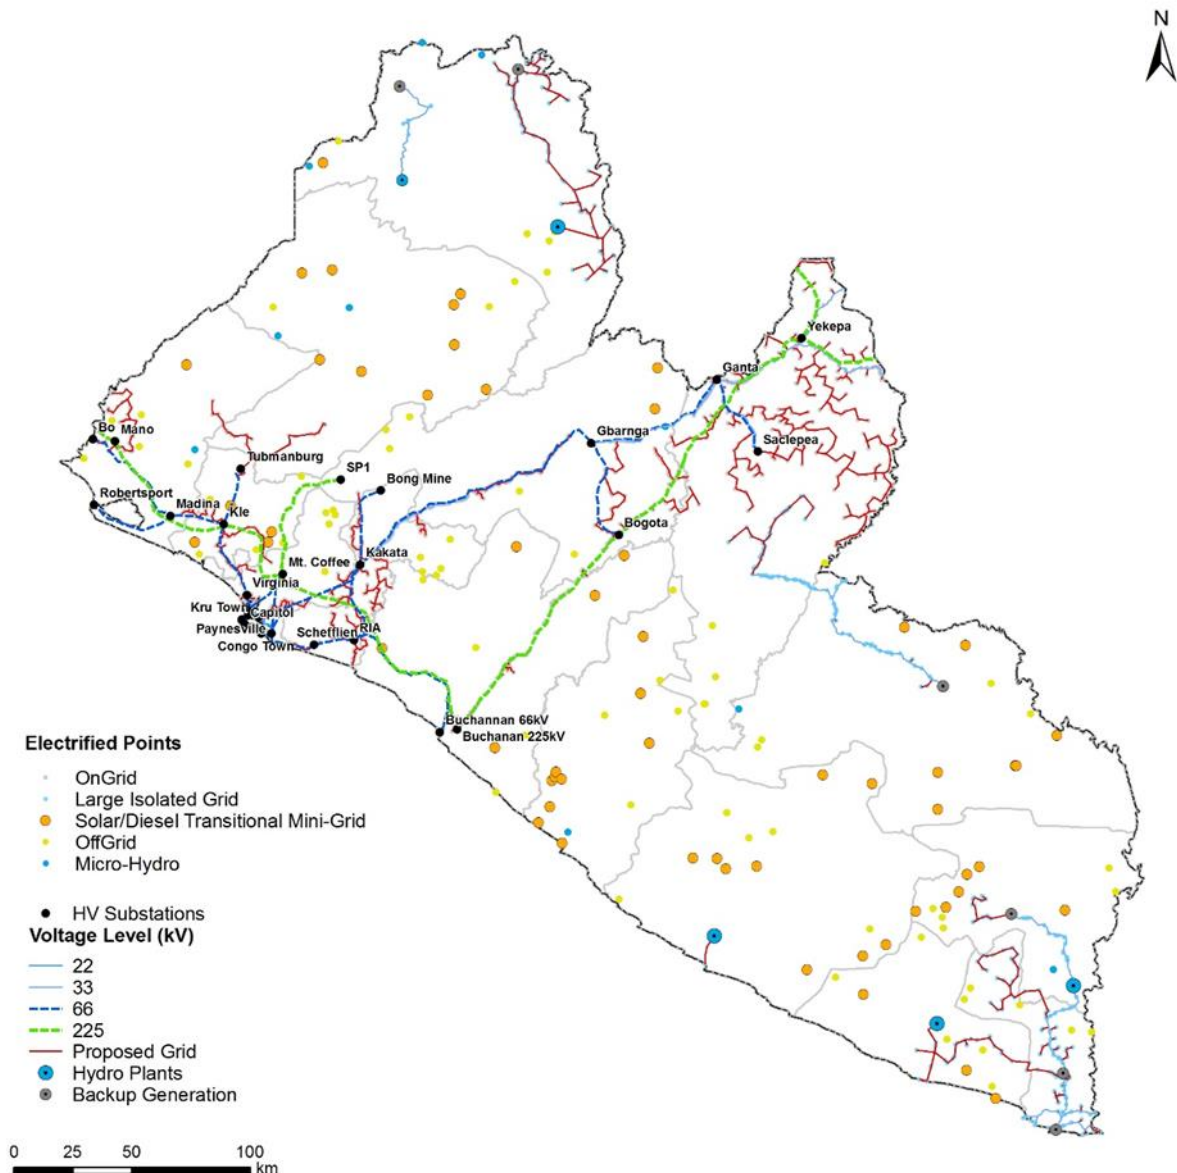 N
Yekepa
Ganta
Gbarnga
Saclepea
Bo
Mano
Tubmanburg
SP1
Bong Mine
Robertsport
Madina
Kle
Bogota
Mt. Coffee
Kakata
Virginia
Kru Town
Capitol
Paynesville
Schefflien
RIA
Congo Town
Buchannan 66kV
Buchanan 225kV
Electrified Points
OnGrid
Large Isolated Grid
Solar/Diesel Transitional Mini-Grid
OffGrid
Micro-Hydro
HV Substations
Voltage Level (kV)
22
33
66
225
Proposed Grid
Hydro Plants
Backup Generation
0 25 50 100
km